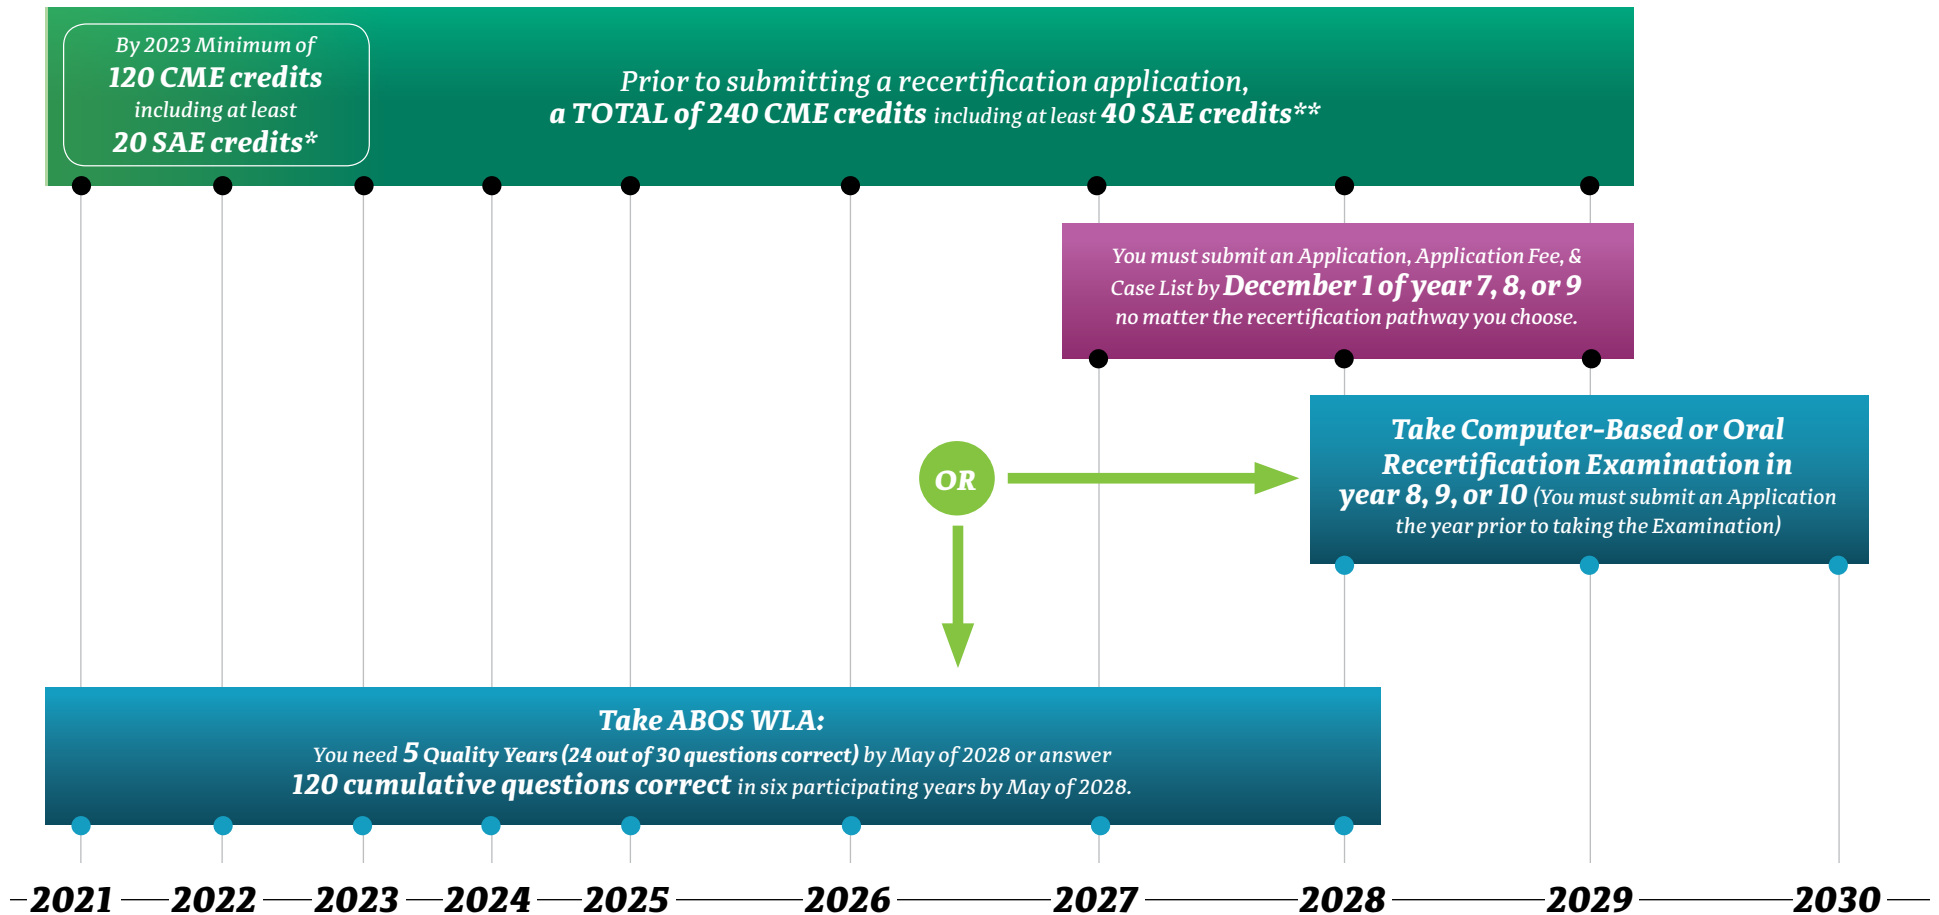 By 2023 Minimum of
120 CME credits
including at least
20 SAE credits*
Prior to submitting a recertification application,
a TOTAL of 240 CME credits including at least 40 SAE credits**
You must submit an Application, Application Fee, &
Case List by December 1 of year 7, 8, or 9
no matter the recertification pathway you choose.
Take Computer-Based or Oral
Recertification Examination in
year 8, 9, or 10 (You must submit an Application
the year prior to taking the Examination)
OR
Take ABOS WLA:
You need 5 Quality Years (24 out of 30 questions correct) by May of 2028 or answer
120 cumulative questions correct in six participating years by May of 2028.
2021 2022 2023 2024 2025 2026 2027 2028 2029 2030